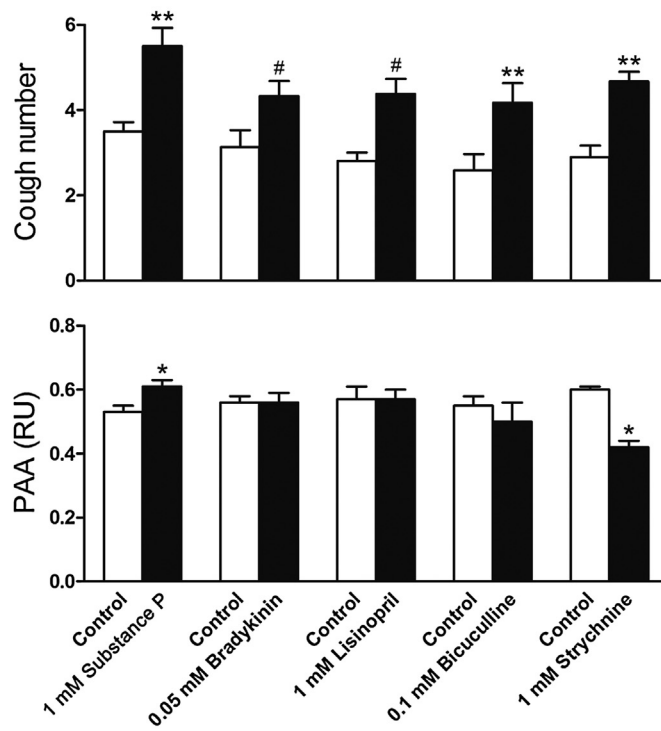 6
**
**
#
#
**
4
Cough number
2
0
0.8
*
0.6
0.4
*
PAA (RU)
0.2
0.0
Control
1 mM Substance P
Control
0.05 mM Bradykinin
Control
1 mM Lisinopril
Control
0.1 mM Bicuculline
Control
1 mM Strychnine